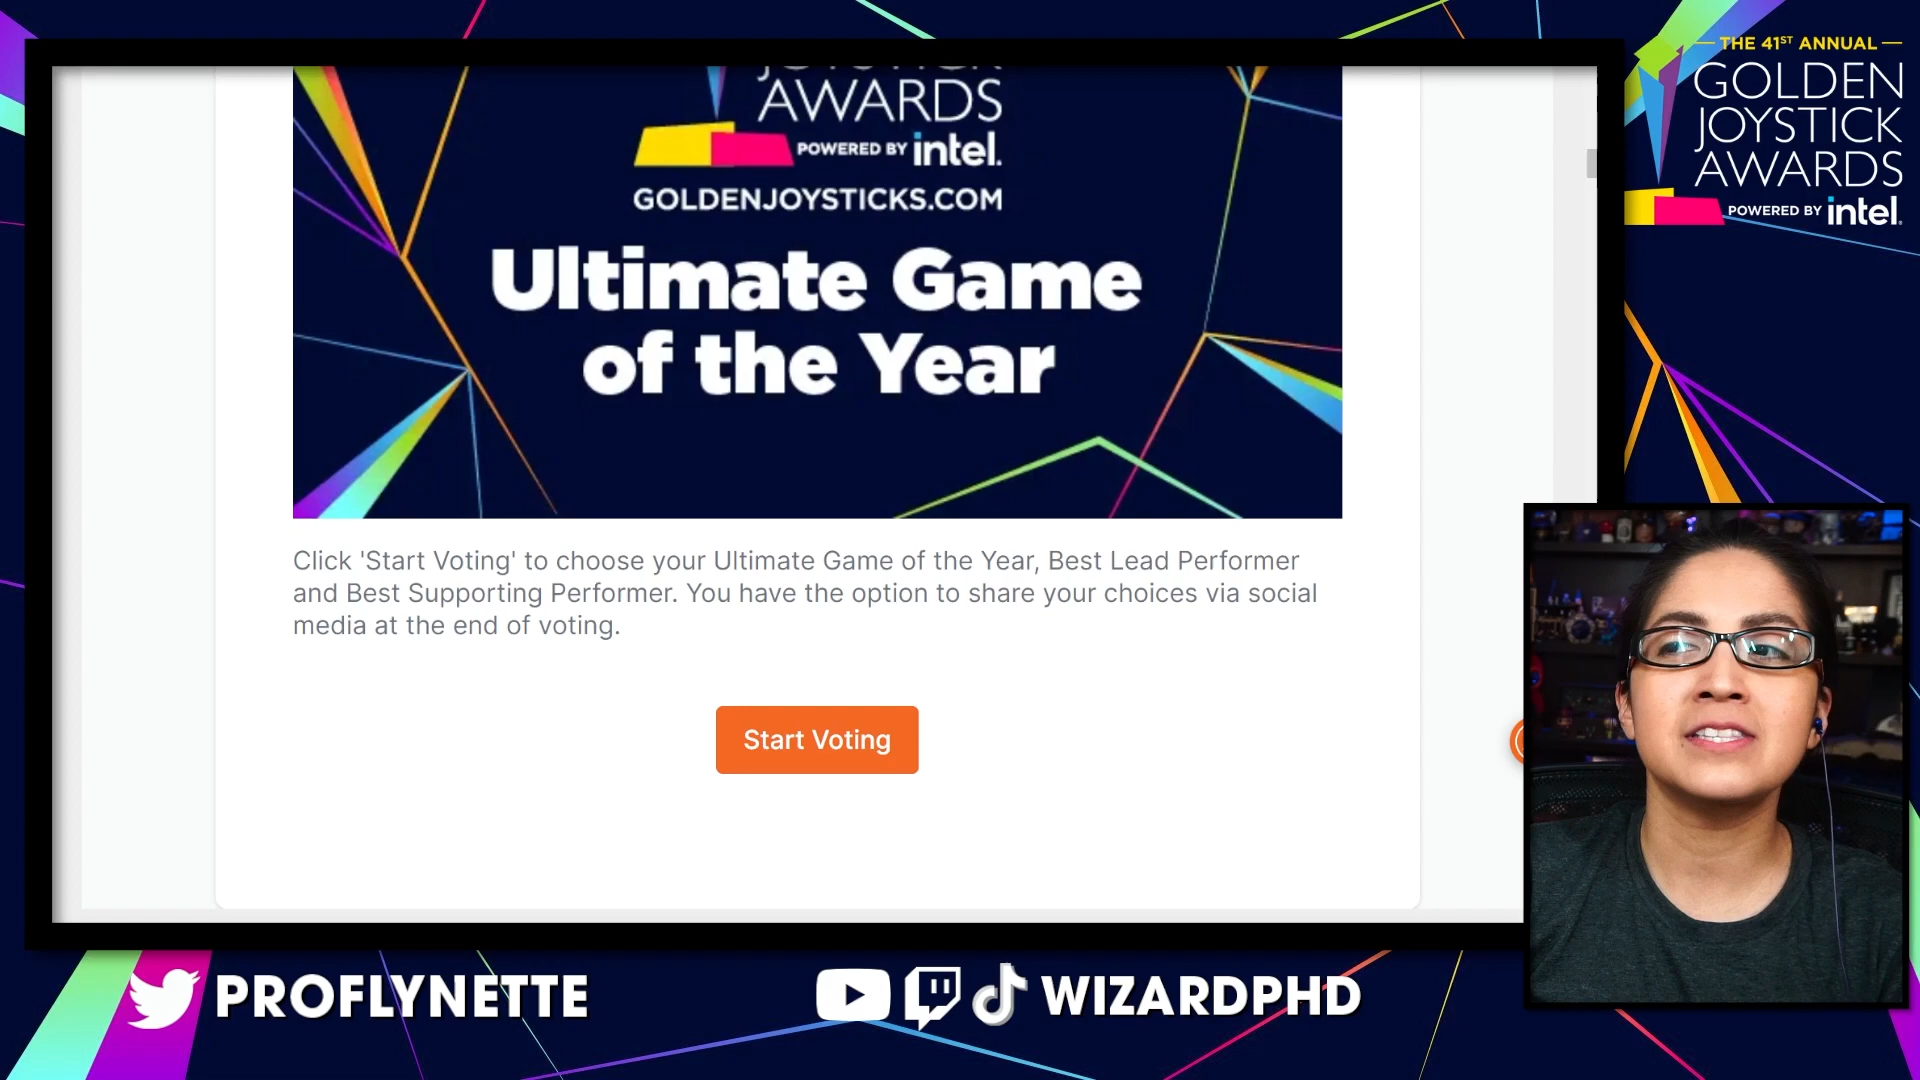 THE 41ST ANNUAL
GOLDEN
JOYSTICK
AWARDS
POWERED BY intel.
JOYSTICK
AWARDS
POWERED BY intel.
GOLDENJOYSTICKS.COM
Ultimate Game
of the Year
Click 'Start Voting' to choose your Ultimate Game of the Year, Best Lead Performer
and Best Supporting Performer. You have the option to share your choices via social
media at the end of voting.
Start Voting
PROFLYNETTE
WIZARDPHD